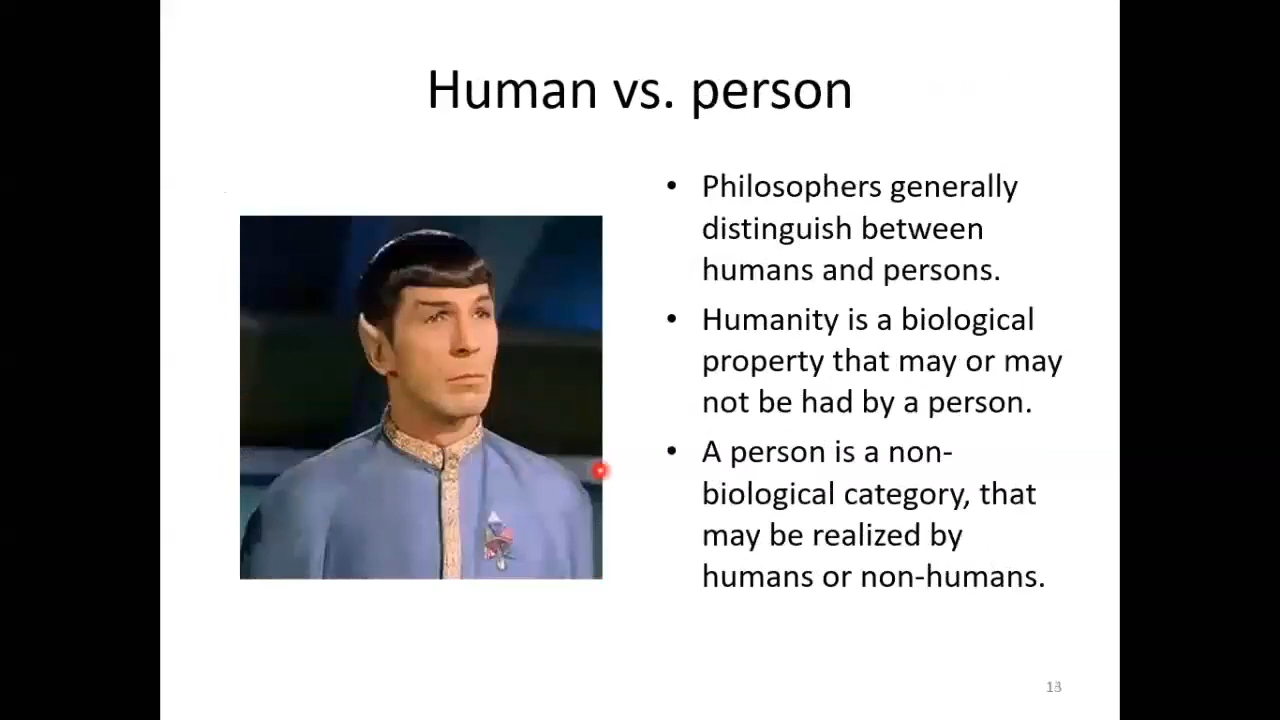 Human vs. person
• Philosophers generally
distinguish between
humans and persons.
• Humanity is a biological
property that may or may
not be had by a person.
• A person is a non-
biological category, that
may be realized by
humans or non-humans.